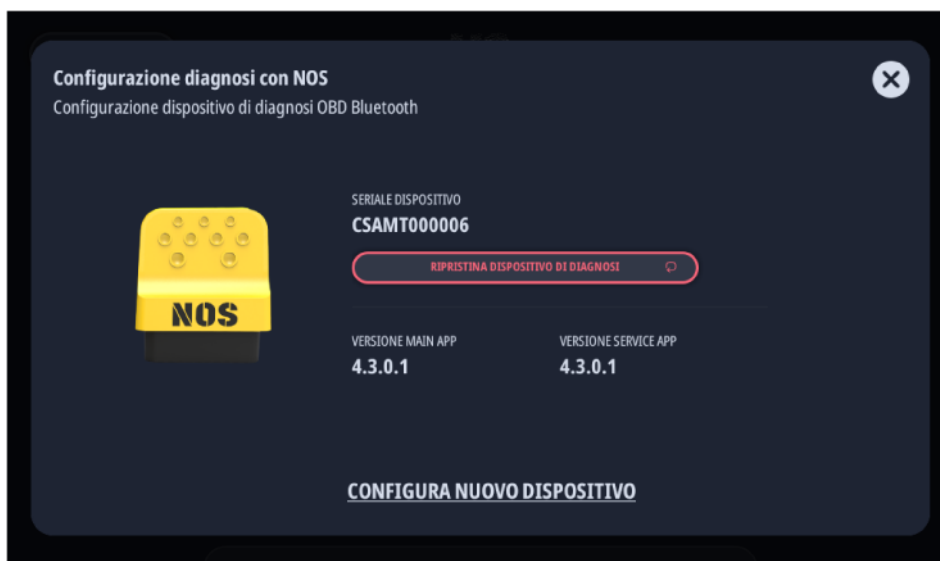 Configurazione diagnosi con NOS
Configurazione dispositivo di diagnosi OBD Bluetooth
SERIALE DISPOSITIVO
CSAMT000006
RIPRISTINA DISPOSITIVO DI DIAGNOSI
NOS
VERSIONE MAIN APP
VERSIONE SERVICE APP
4.3.0.1
4.3.0.1
CONFIGURA NUOVO DISPOSITIVO